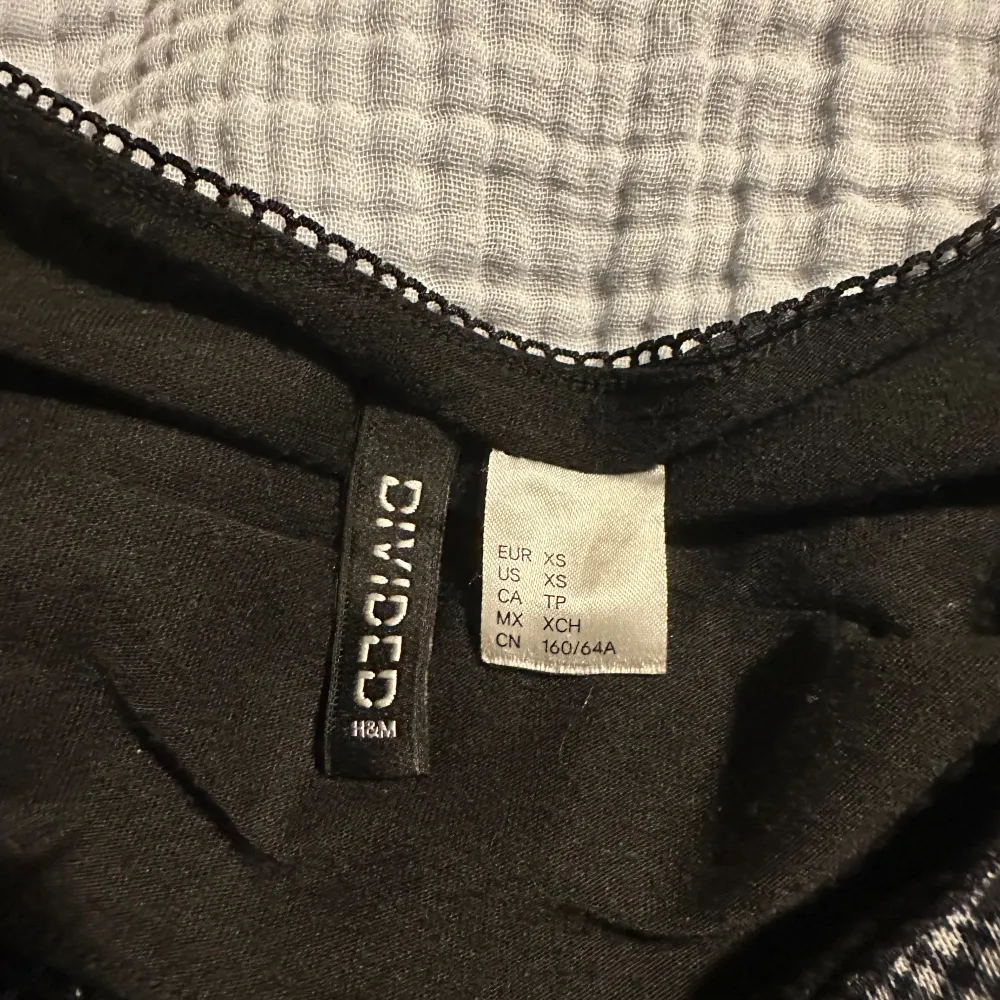 DIVIDED
H&M
EUR XS
US XS
CA TP
MX XCH
CN 160/64A